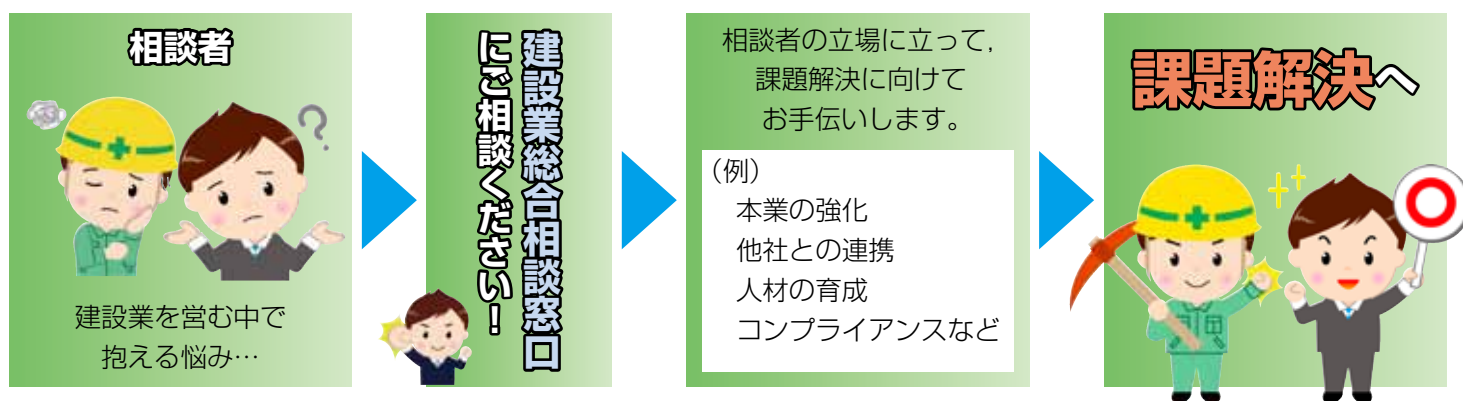 相談者
建設業を営む中で
抱える悩み…
建設業総合相談窓口
にご相談ください！
相談者の立場に立って，
課題解決に向けて
お手伝いします。
（例）
本業の強化
他社との連携
人材の育成
コンプライアンスなど
課題解決へ